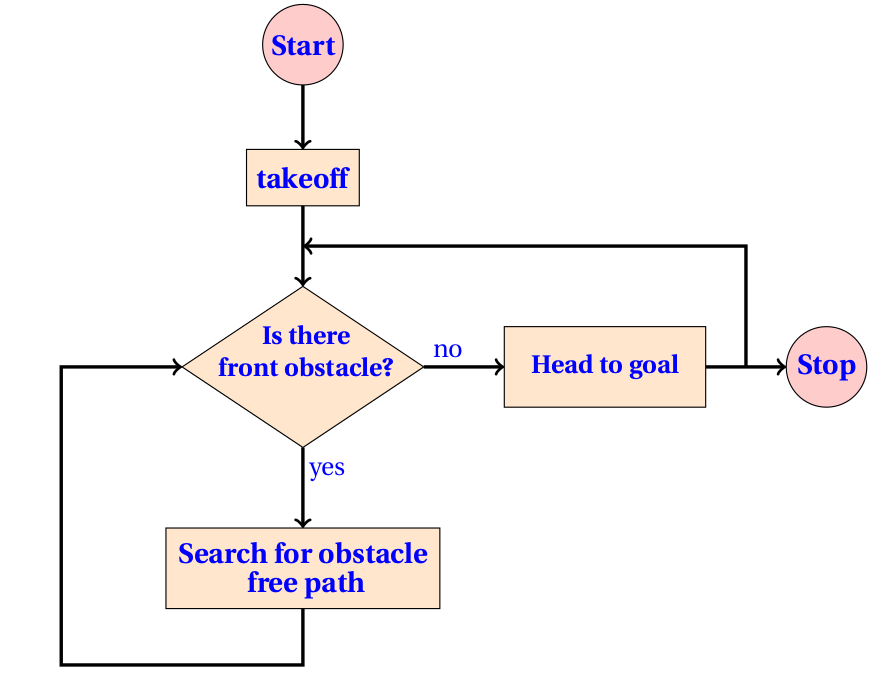 Start
takeoff
Is there
front obstacle?
no
Head to goal
Stop
yes
Search for obstacle
free path